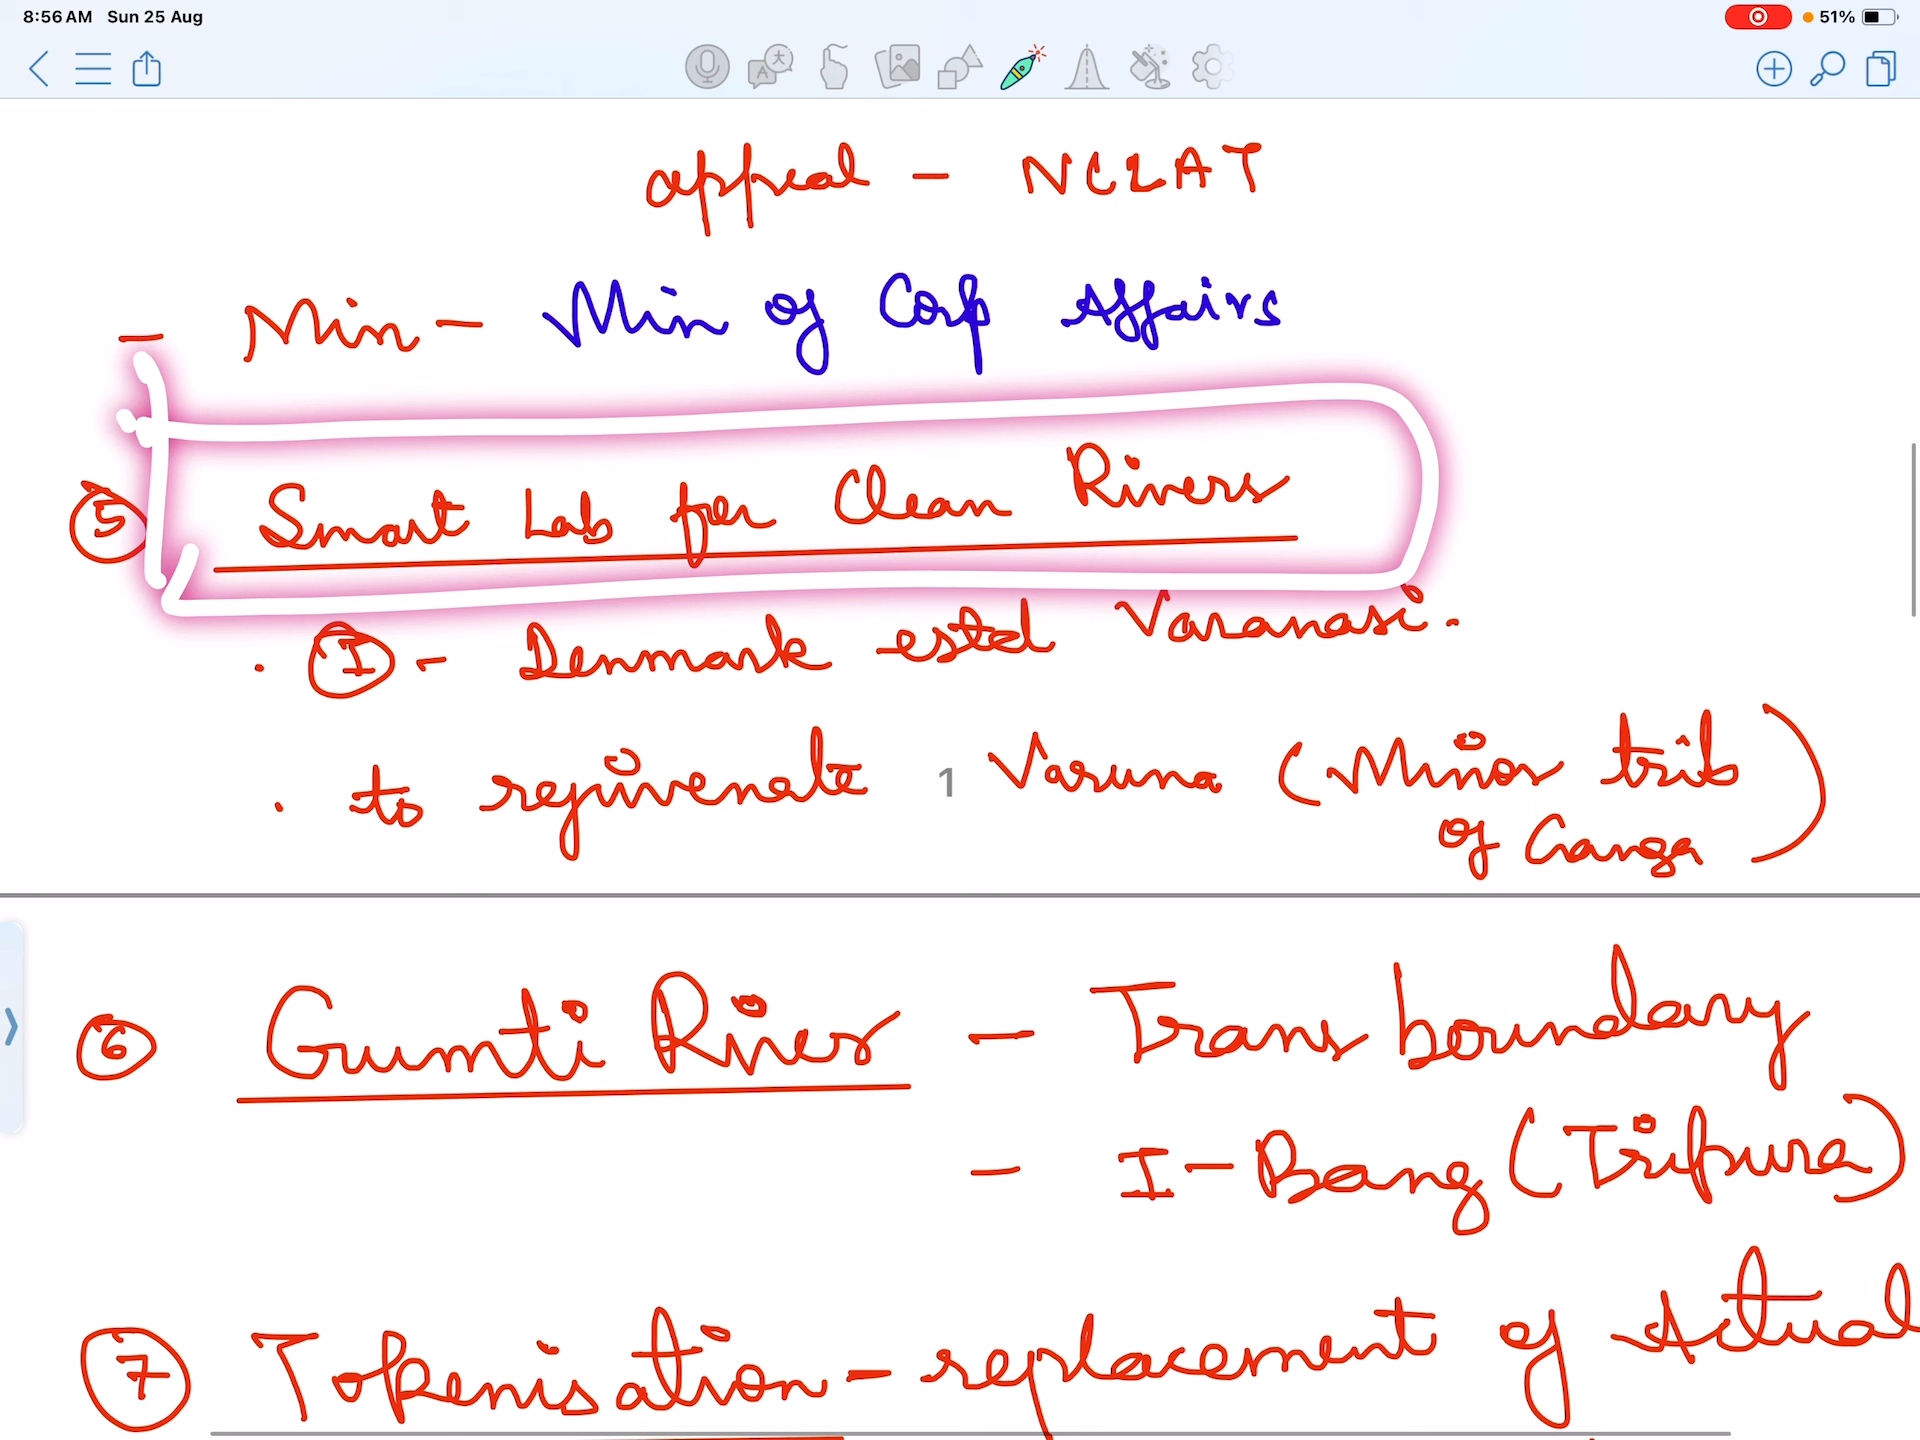 8:56 AM Sun 25 Aug
51%
appeal - NCLAT
- Min - Min of Corp Affairs
5 Smart Lab for Clean Rivers
. I - Denmark estd Varanasi.
. to rejuvenate 1 Varuna (Minor trib
of Ganga)
6 Gumti River - Trans boundary
- I - Bang (Tripura)
7 Tokenisation - replacement of Actual